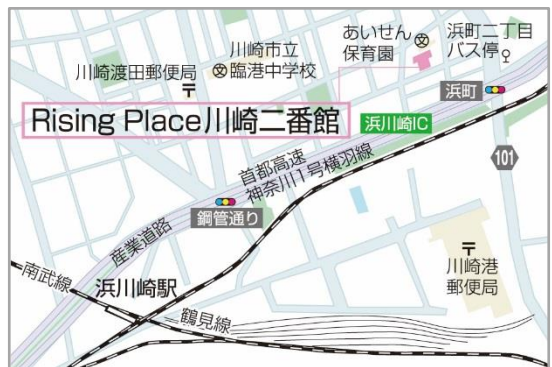 あいせん
保育園
浜町二丁目
バス停
川崎市立
臨港中学校
川崎渡田郵便局
浜町
Rising Place川崎二番館
浜川崎IC
101
首都高速
神奈川1号横羽線
鋼管通り
産業道路
川崎港
郵便局
南武線
浜川崎駅
鶴見線